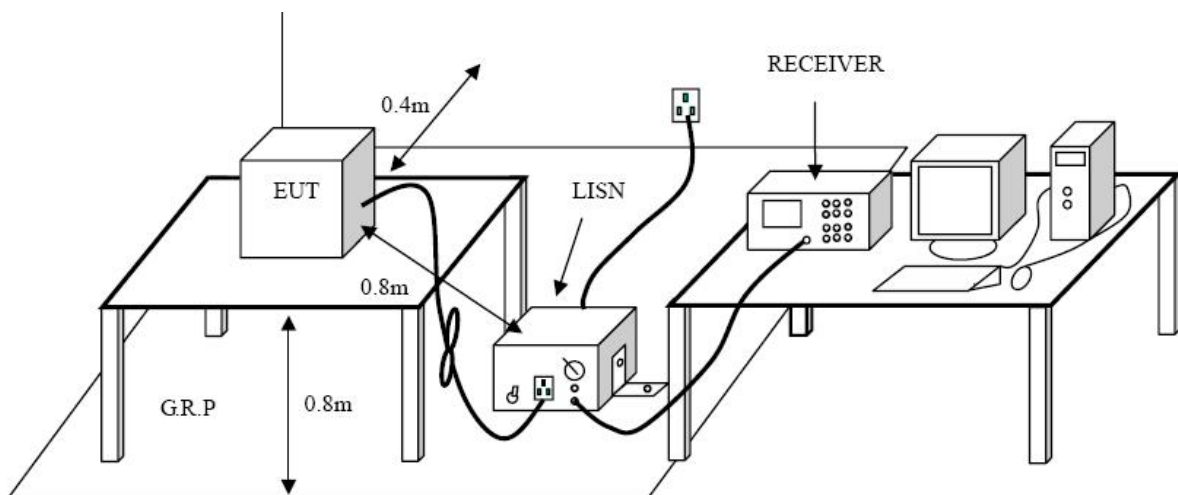 RECEIVER
0.4m
EUT
LISN
0.8m
G.R.P
0.8m